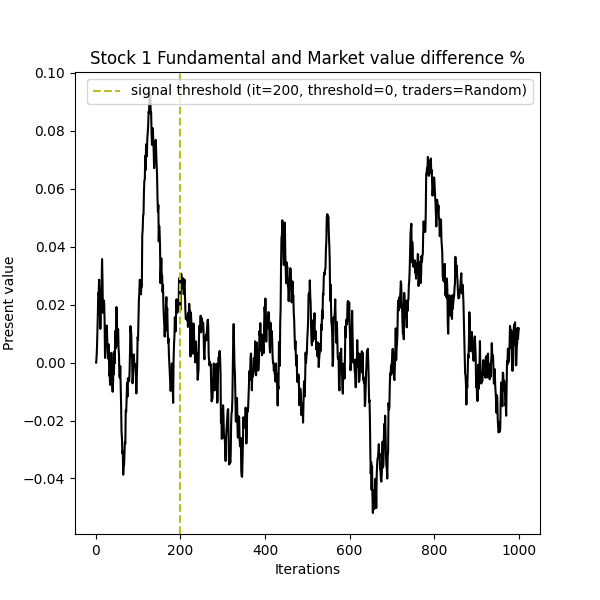 Stock 1 Fundamental and Market value difference %
signal threshold (it=200, threshold=0, traders=Random)
Present value
0.10
0.08
0.06
0.04
0.02
0.00
−0.02
−0.04
0 200 400 600 800 1000
Iterations